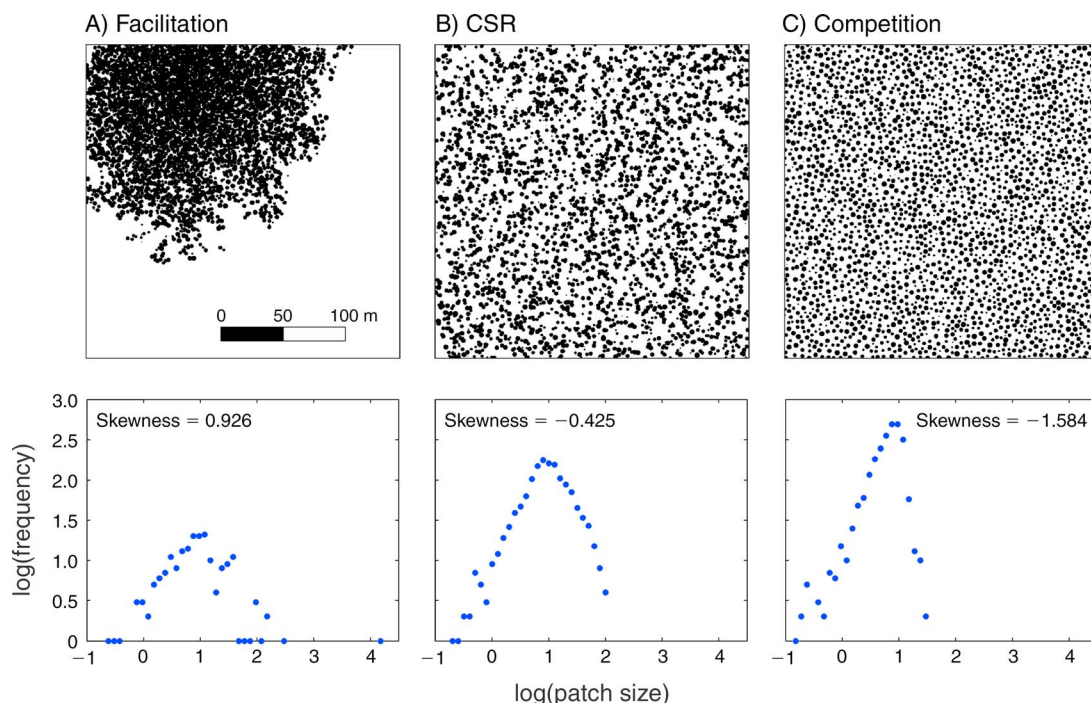 A) Facilitation
B) CSR
C) Competition
0 50 100 m
log(frequency)
3.0
2.5
2.0
1.5
1.0
0.5
0
Skewness = 0.926
Skewness = −0.425
Skewness = −1.584
−1 0 1 2 3 4
−1 0 1 2 3 4
−1 0 1 2 3 4
log(patch size)